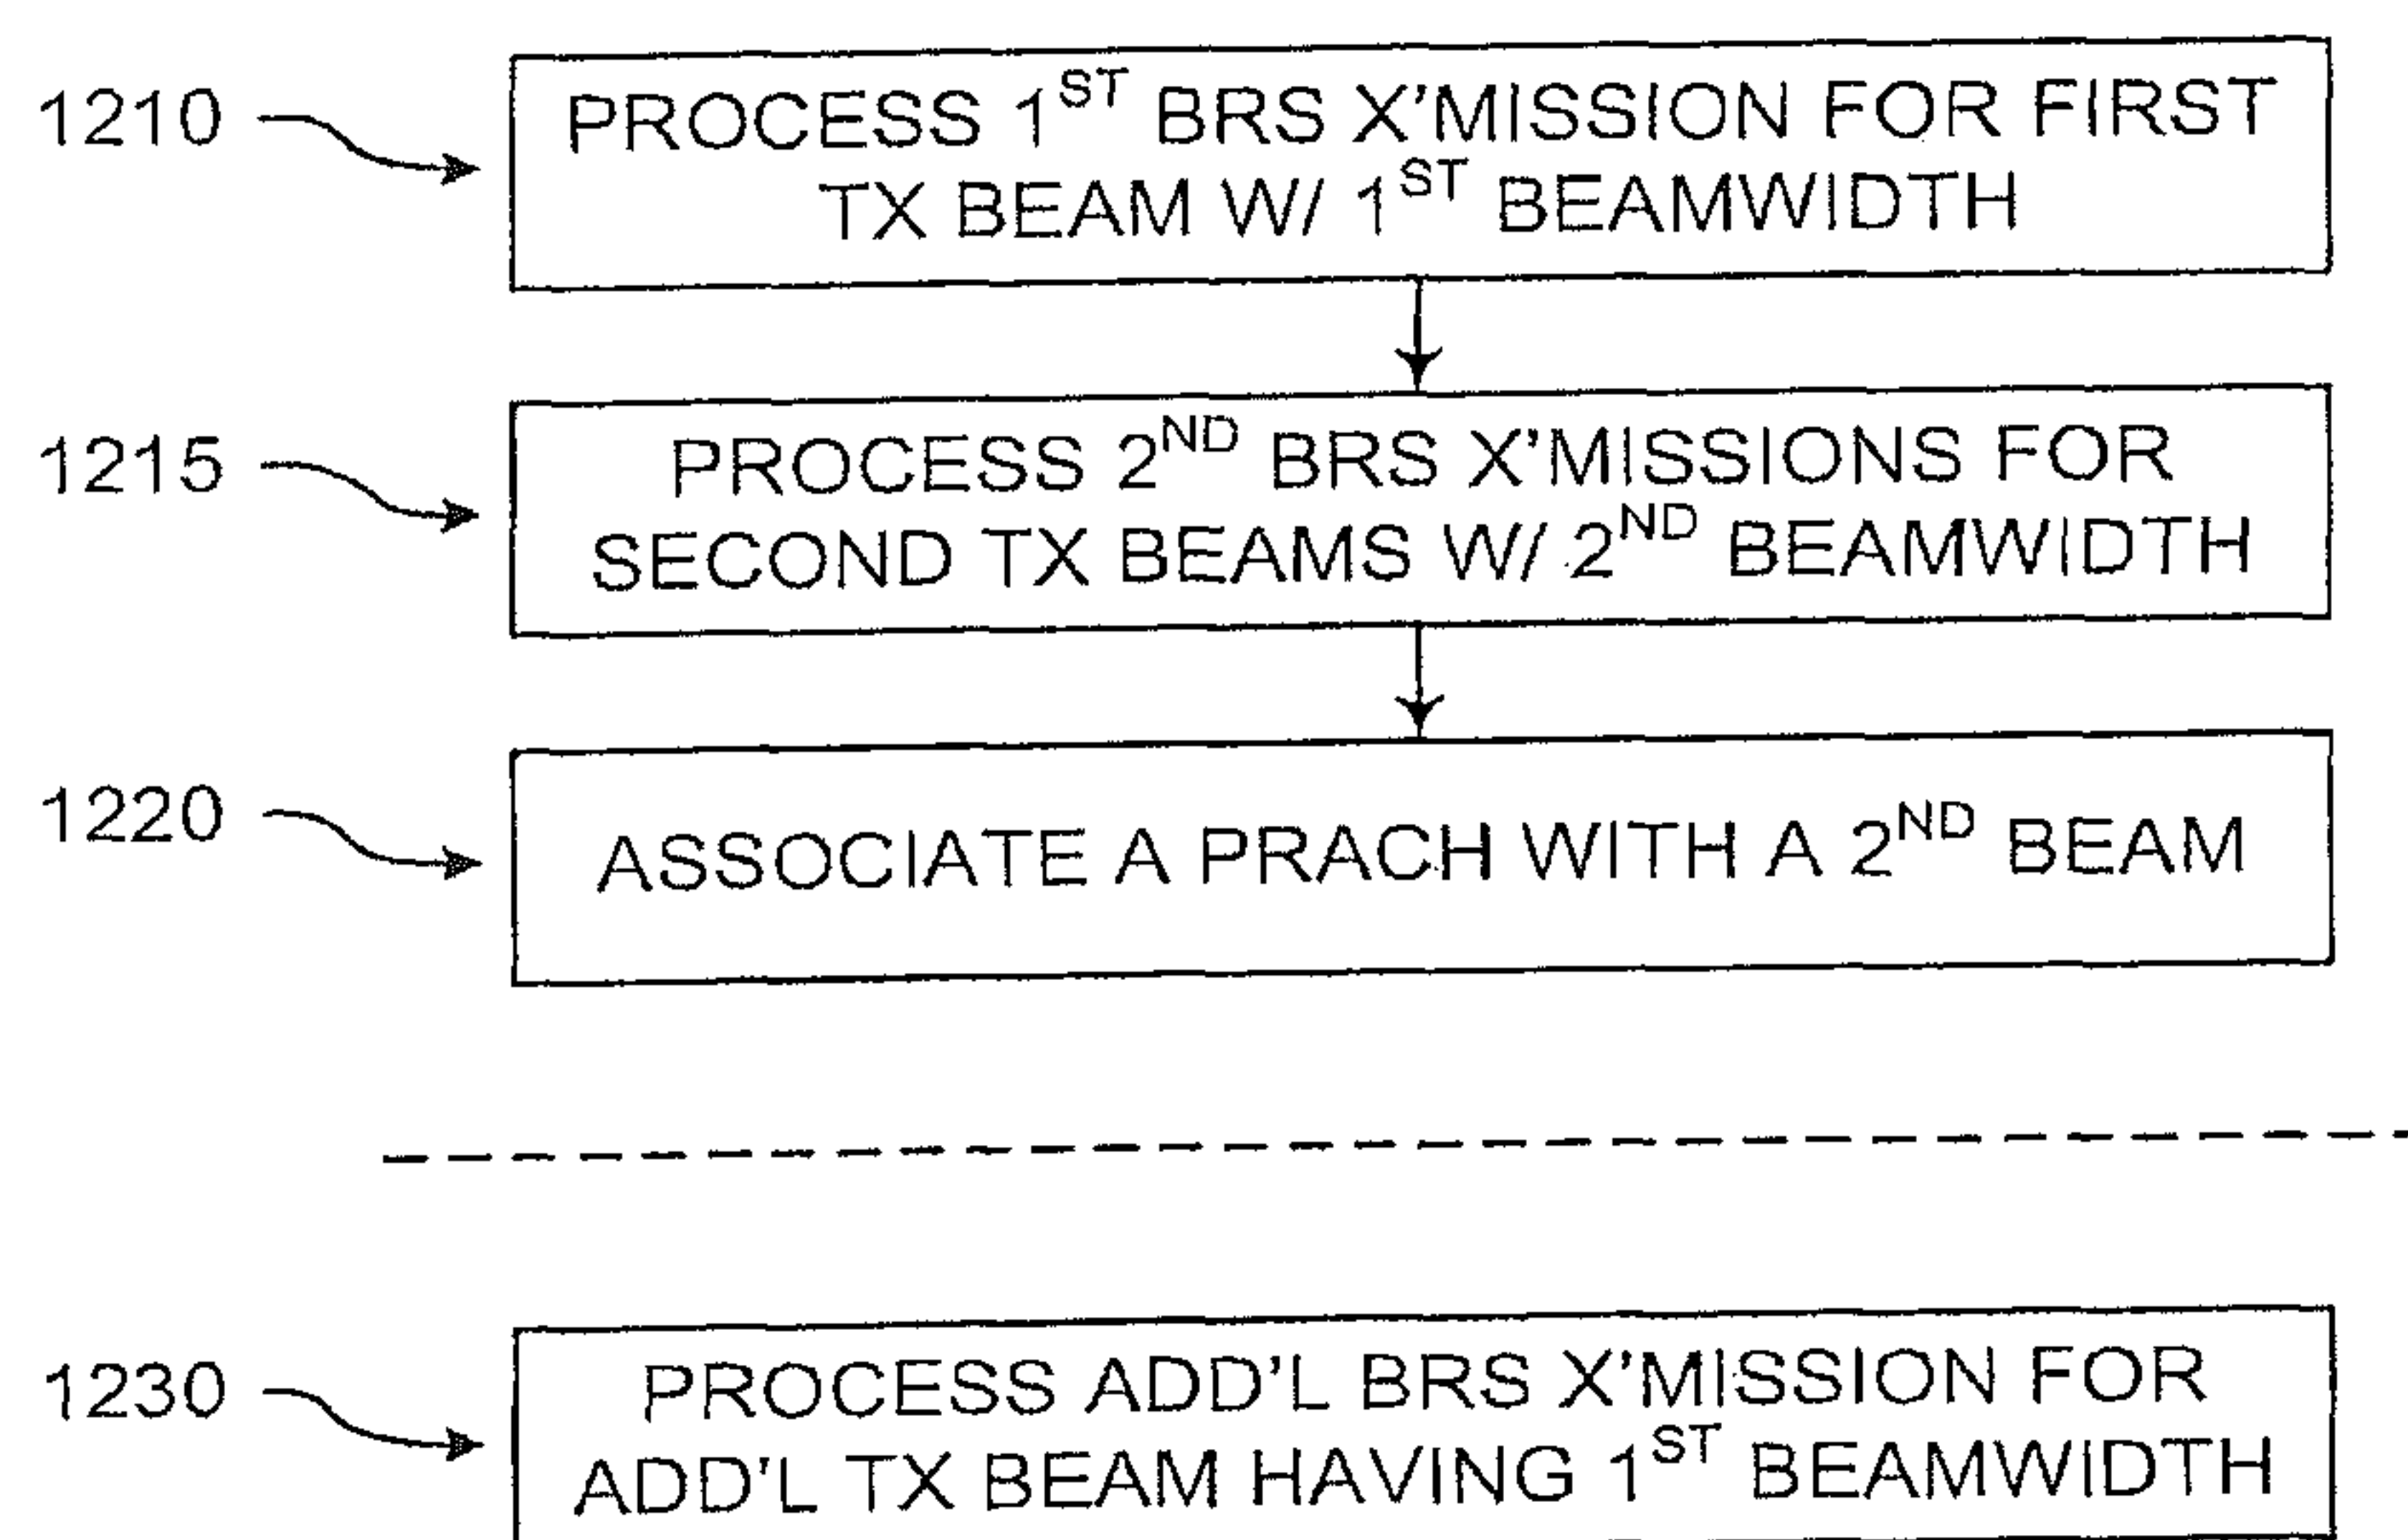 1210
PROCESS 1ST BRS X'MISSION FOR FIRST
TX BEAM W/ 1ST BEAMWIDTH
1215
PROCESS 2ND BRS X'MISSIONS FOR
SECOND TX BEAMS W/ 2ND BEAMWIDTH
1220
ASSOCIATE A PRACH WITH A 2ND BEAM
1230
PROCESS ADD'L BRS X'MISSION FOR
ADD'L TX BEAM HAVING 1ST BEAMWIDTH